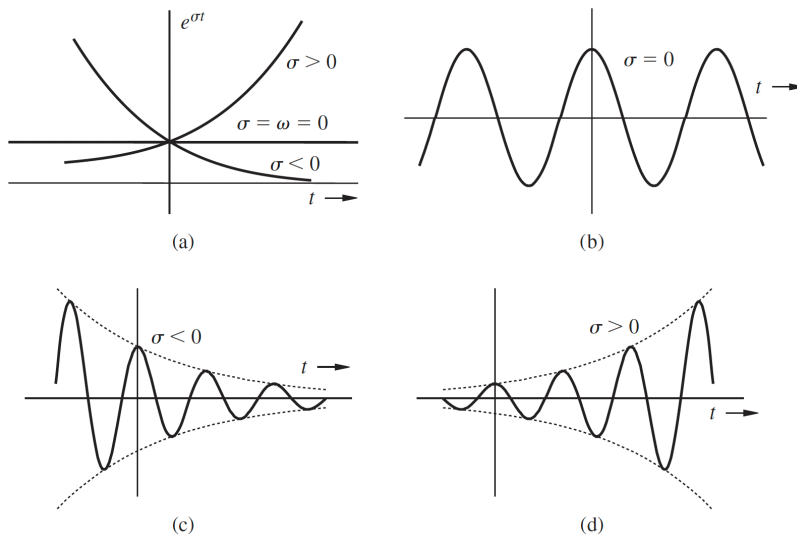 e^{σt}
σ > 0
σ = ω = 0
σ < 0
t
(a)
σ = 0
t
(b)
σ < 0
t
(c)
σ > 0
t
(d)